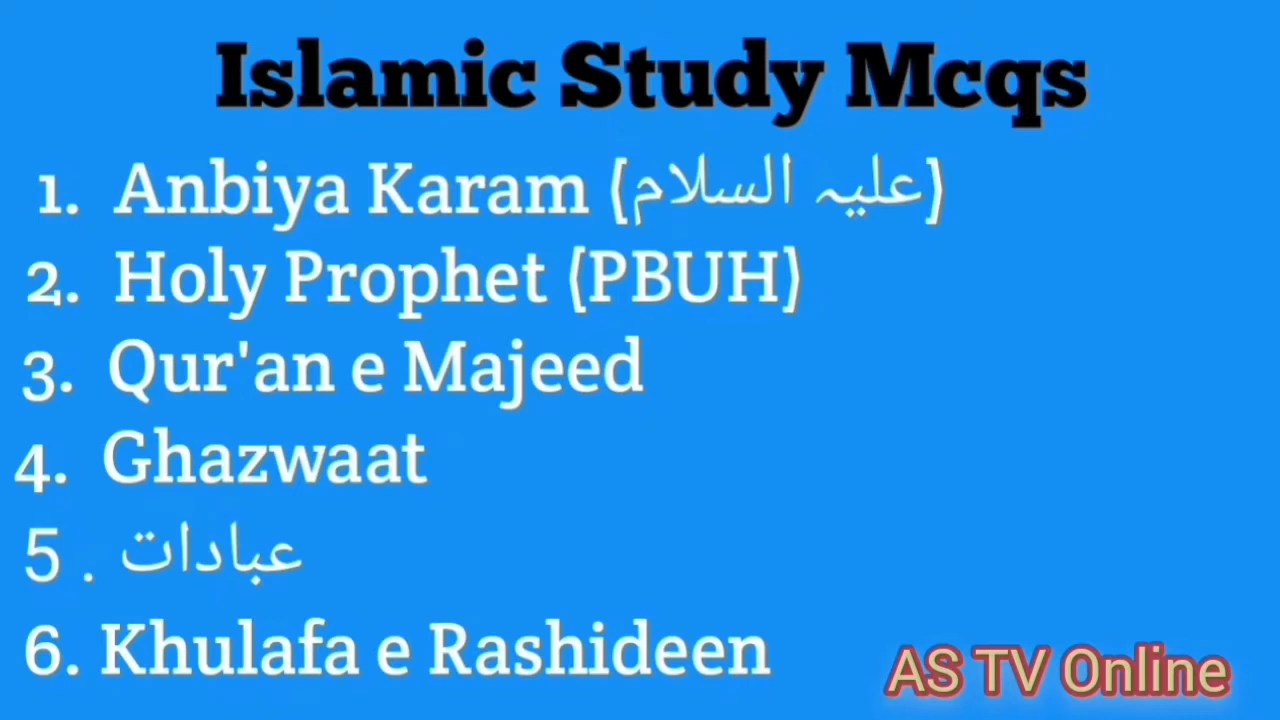 Islamic Study Mcqs
1. Anbiya Karam (علیہ السلام)
2. Holy Prophet (PBUH)
3. Qur'an e Majeed
4. Ghazwaat
5 . عبادات
6. Khulafa e Rashideen
AS TV Online